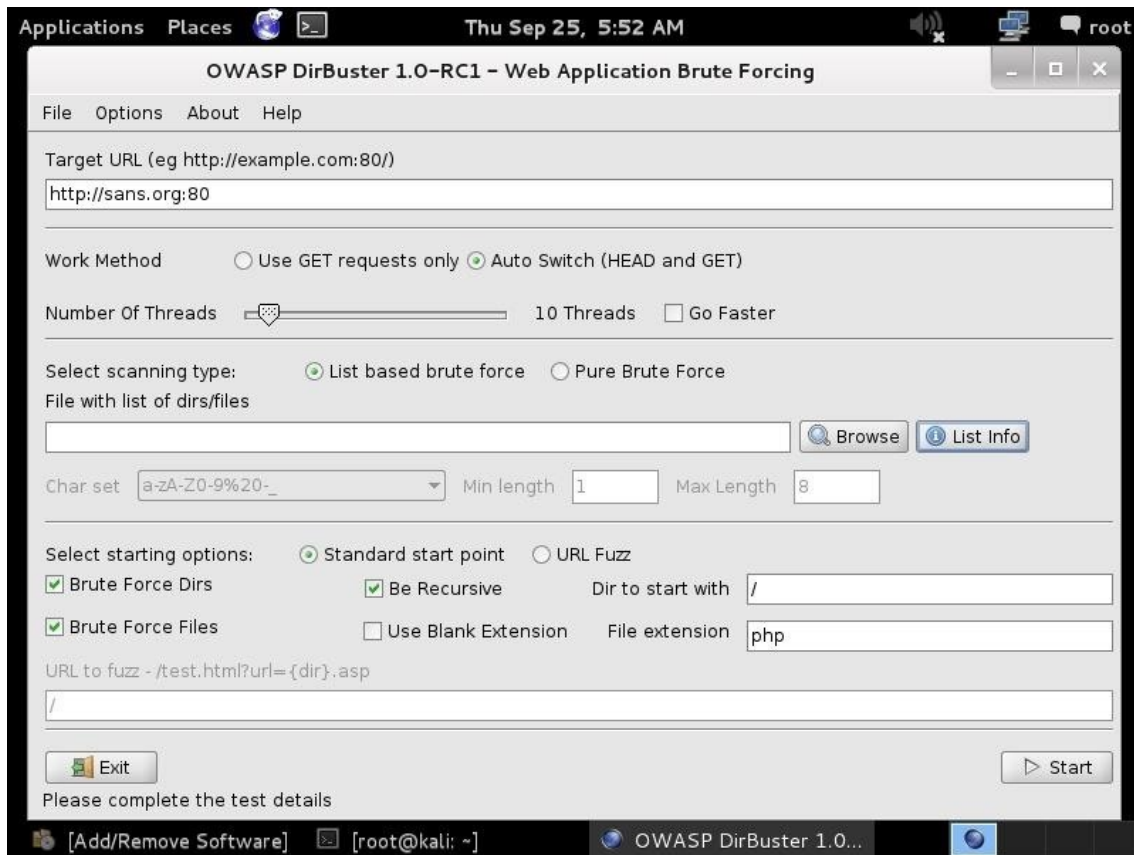 Applications Places Thu Sep 25, 5:52 AM root
OWASP DirBuster 1.0-RC1 - Web Application Brute Forcing
File Options About Help
Target URL (eg http://example.com:80/)
http://sans.org:80
Work Method Use GET requests only Auto Switch (HEAD and GET)
Number Of Threads 10 Threads Go Faster
Select scanning type: List based brute force Pure Brute Force
File with list of dirs/files
Browse List Info
Char set a-zA-Z0-9%20-_ Min length 1 Max Length 8
Select starting options: Standard start point URL Fuzz
Brute Force Dirs Be Recursive Dir to start with /
Brute Force Files Use Blank Extension File extension php
URL to fuzz - /test.html?url={dir}.asp
/
Exit Start
Please complete the test details
[Add/Remove Software] [root@kali: ~] OWASP DirBuster 1.0...